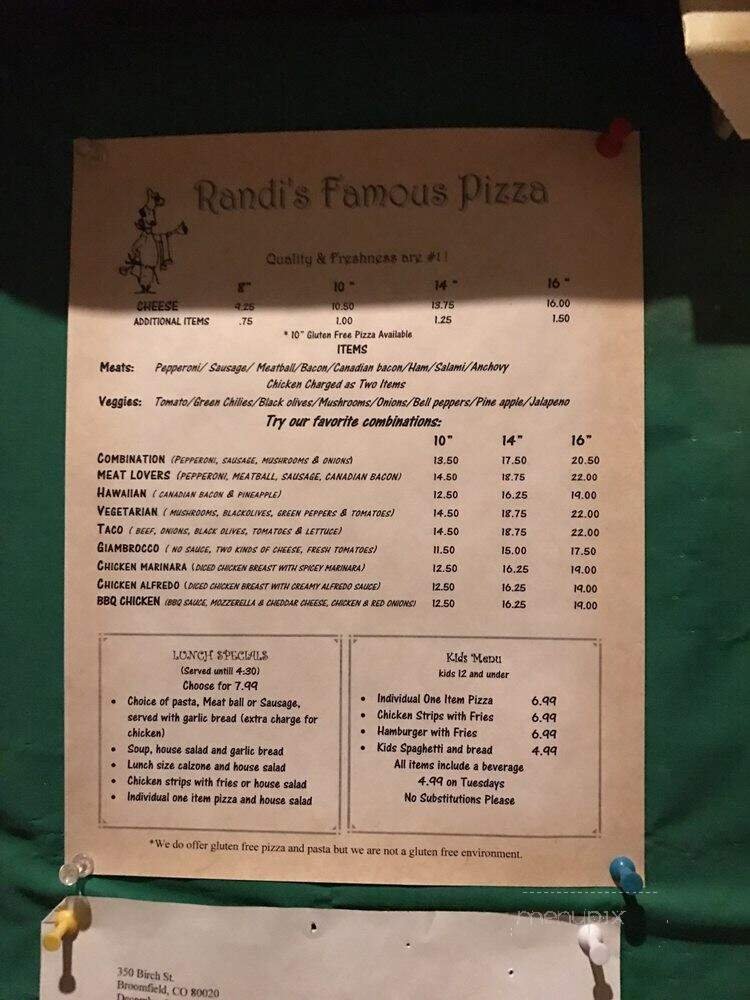 Randi's Famous Pizza
Quality & Freshness are #1!
8" 10 " 14 " 16 "
CHEESE 9.25 10.50 13.75 16.00
ADDITIONAL ITEMS .75 1.00 1.25 1.50
* 10" Gluten Free Pizza Available
ITEMS
Meats: Pepperoni/ Sausage/ Meatball/Bacon/Canadian bacon/Ham/Salami/Anchovy
Chicken Charged as Two Items
Veggies: Tomato/Green Chilies/Black olives/Mushrooms/Onions/Bell peppers/Pine apple/Jalapeno
Try our favorite combinations:
10" 14" 16"
COMBINATION (PEPPERONI, SAUSAGE, MUSHROOMS & ONIONS) 13.50 17.50 20.50
MEAT LOVERS (PEPPERONI, MEATBALL, SAUSAGE, CANADIAN BACON) 14.50 18.75 22.00
HAWAIIAN ( CANADIAN BACON & PINEAPPLE) 12.50 16.25 19.00
VEGETARIAN ( MUSHROOMS, BLACKOLIVES, GREEN PEPPERS & TOMATOES) 14.50 18.75 22.00
TACO ( BEEF, ONIONS, BLACK OLIVES, TOMATOES & LETTUCE) 14.50 18.75 22.00
GIAMBROCCO ( NO SAUCE, TWO KINDS OF CHEESE, FRESH TOMATOES) 11.50 15.00 17.50
CHICKEN MARINARA (DICED CHICKEN BREAST WITH SPICEY MARINARA) 12.50 16.25 19.00
CHICKEN ALFREDO (DICED CHICKEN BREAST WITH CREAMY ALFREDO SAUCE) 12.50 16.25 19.00
BBQ CHICKEN (BBQ SAUCE, MOZZERELLA & CHEDDAR CHEESE, CHICKEN & RED ONIONS) 12.50 16.25 19.00
LUNCH SPECIALS
(Served untill 4:30)
Choose for 7.99
• Choice of pasta, Meat ball or Sausage,
served with garlic bread (extra charge for
chicken)
• Soup, house salad and garlic bread
• Lunch size calzone and house salad
• Chicken strips with fries or house salad
• Individual one item pizza and house salad
Kids Menu
kids 12 and under
• Individual One Item Pizza 6.99
• Chicken Strips with Fries 6.99
• Hamburger with Fries 6.99
• Kids Spaghetti and bread 4.99
All items include a beverage
4.99 on Tuesdays
No Substitutions Please
*We do offer gluten free pizza and pasta but we are not a gluten free environment.
menupix
350 Birch St.
Broomfield, CO 80020